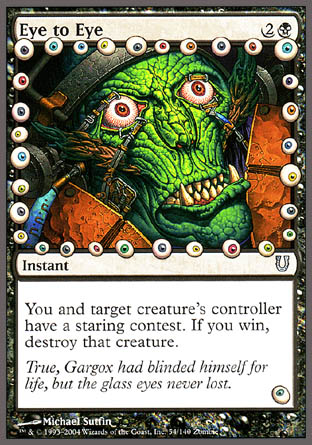 Eye to Eye 2
Instant
You and target creature's controller
have a staring contest. If you win,
destroy that creature.
True, Gargox had blinded himself for
life, but the glass eyes never lost.
Michael Sutfin
™ & © 1993–2004 Wizards of the Coast, Inc. 54/140